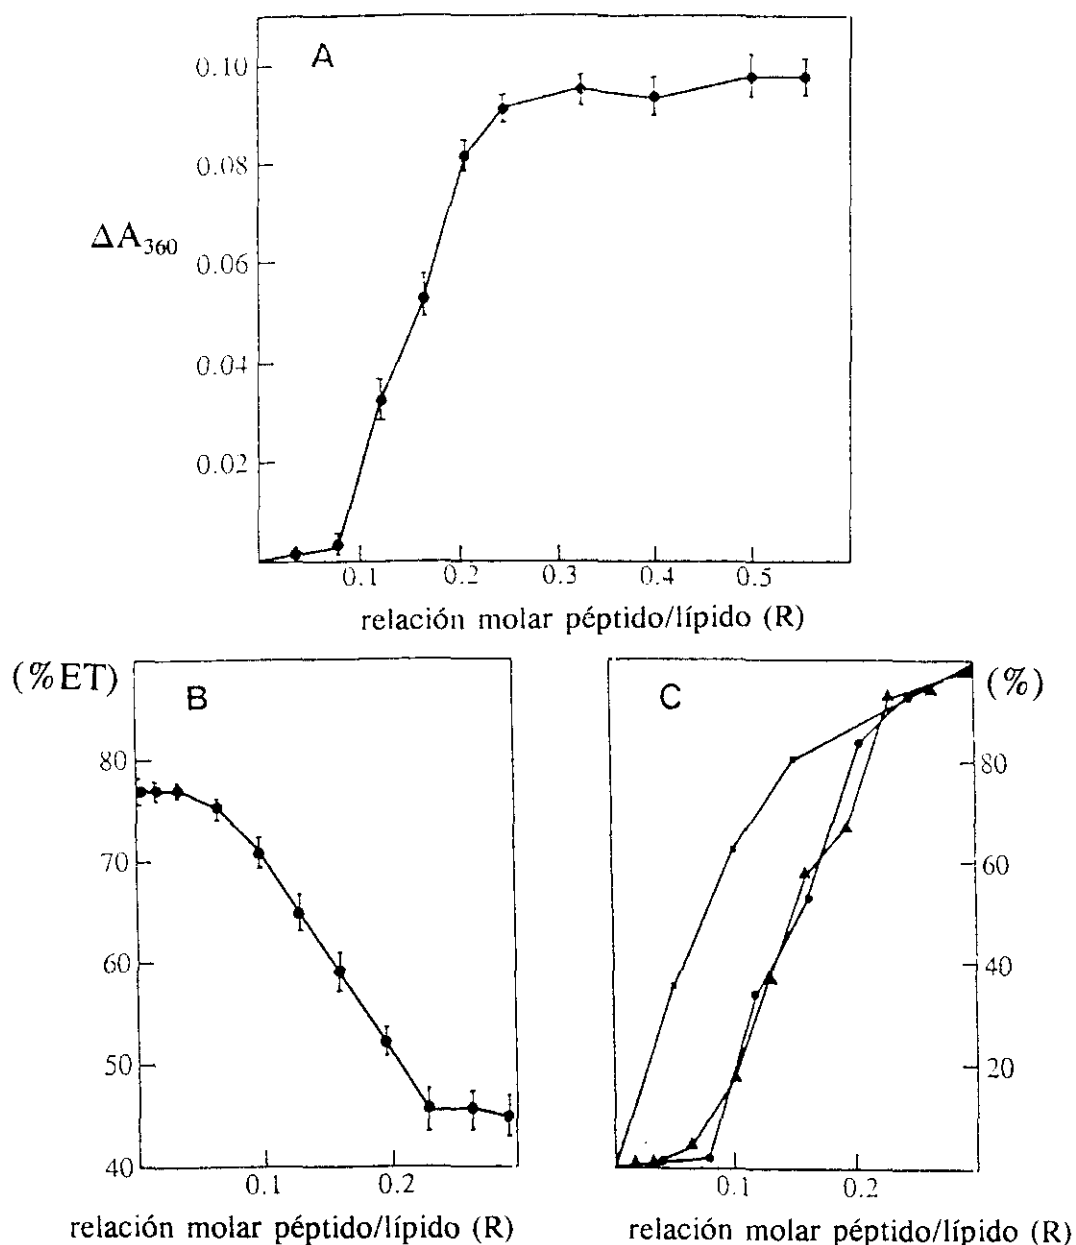 A
0.10
0.08
ΔA360
0.06
0.04
0.02
0.1 0.2 0.3 0.4 0.5
relación molar péptido/lípido (R)
(%ET)
B
80
70
60
50
40
0.1 0.2
relación molar péptido/lípido (R)
C
(%)
80
60
40
20
0.1 0.2
relación molar péptido/lípido (R)